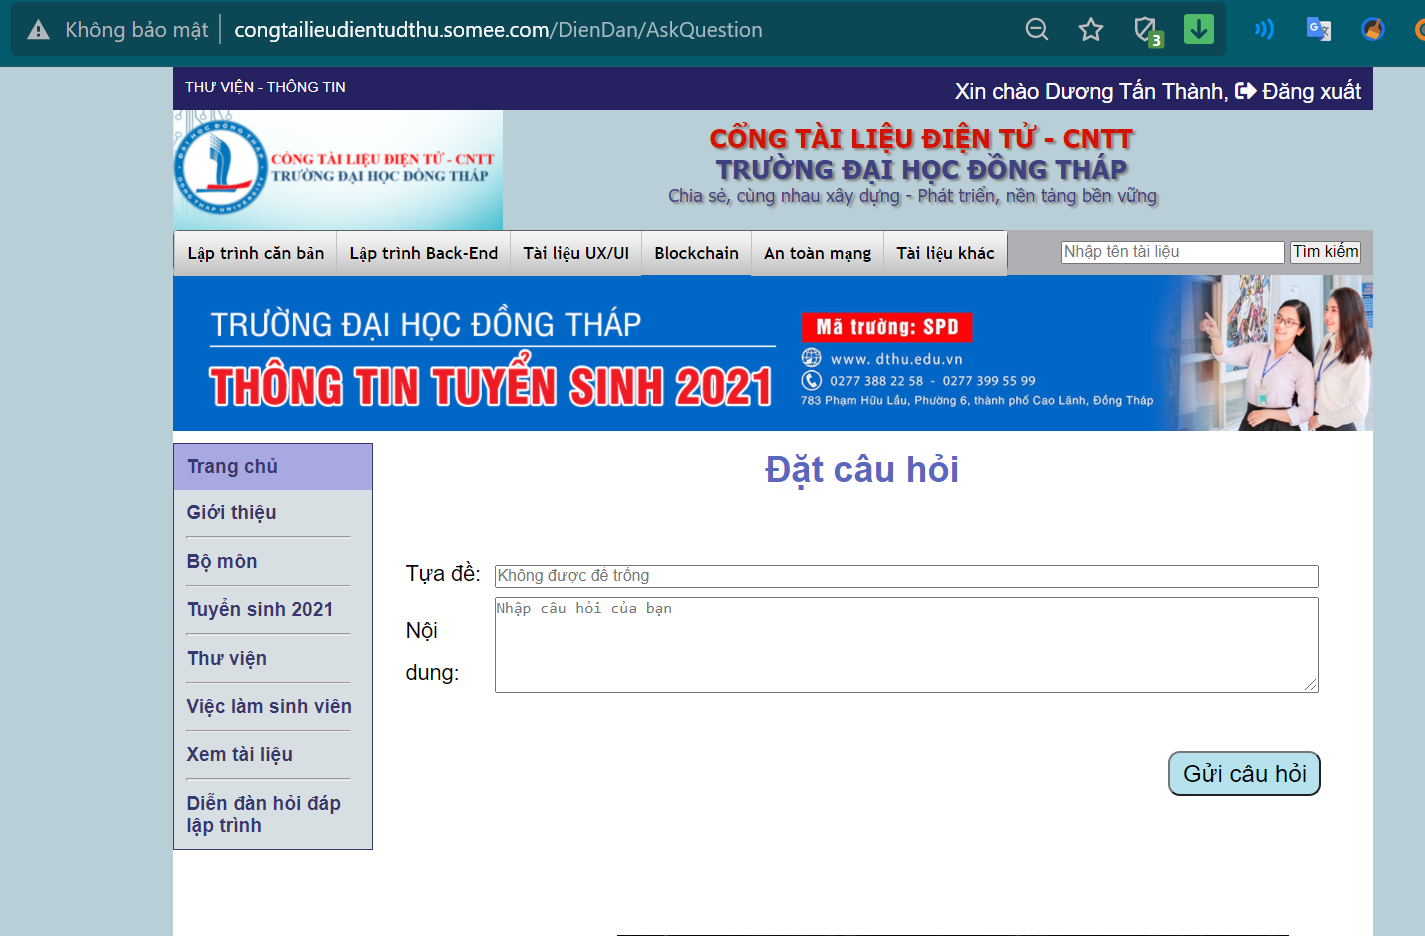 Không bảo mật
congtailieudientudthu.somee.com/DienDan/AskQuestion
3
THƯ VIỆN - THÔNG TIN
Xin chào Dương Tấn Thành, Đăng xuất
ĐẠI HỌC ĐỒNG THÁP
DONG THAP UNIVERSITY
CỔNG TÀI LIỆU ĐIỆN TỬ - CNTT
TRƯỜNG ĐẠI HỌC ĐỒNG THÁP
CỔNG TÀI LIỆU ĐIỆN TỬ - CNTT
TRƯỜNG ĐẠI HỌC ĐỒNG THÁP
Chia sẻ, cùng nhau xây dựng - Phát triển, nền tảng bền vững
Lập trình căn bản Lập trình Back-End Tài liệu UX/UI Blockchain An toàn mạng Tài liệu khác Nhập tên tài liệu Tìm kiếm
TRƯỜNG ĐẠI HỌC ĐỒNG THÁP
THÔNG TIN TUYỂN SINH 2021
Mã trường: SPD
www. dthu.edu.vn
0277 388 22 58 - 0277 399 55 99
783 Phạm Hữu Lầu, Phường 6, thành phố Cao Lãnh, Đồng Tháp
Trang chủ
Giới thiệu
Bộ môn
Tuyển sinh 2021
Thư viện
Việc làm sinh viên
Xem tài liệu
Diễn đàn hỏi đáp
lập trình
Đặt câu hỏi
Tựa đề: Không được để trống
Nội
dung:
Nhập câu hỏi của bạn
Gửi câu hỏi